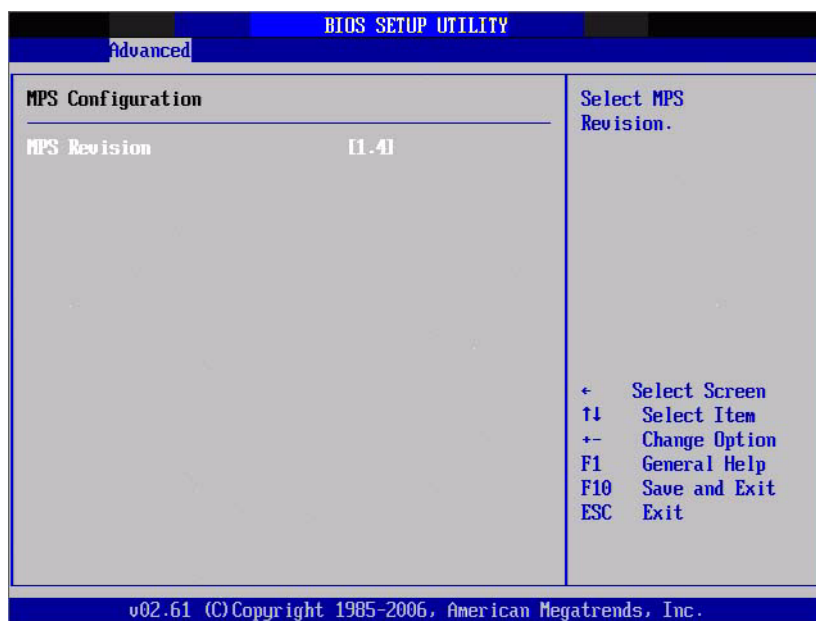 BIOS SETUP UTILITY
Advanced
MPS Configuration
MPS Revision [1.4]
Select MPS
Revision.
← Select Screen
↑↓ Select Item
+- Change Option
F1 General Help
F10 Save and Exit
ESC Exit
v02.61 (C)Copyright 1985-2006, American Megatrends, Inc.